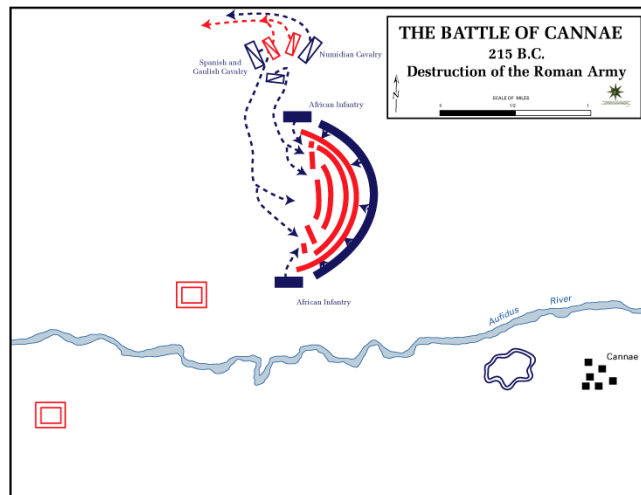 THE BATTLE OF CANNAE
215 B.C.
Destruction of the Roman Army
N
SCALE OF MILES
0 1/2 1
Spanish and
Gaulish Cavalry
Numidian Cavalry
African Infantry
African Infantry
Aufidus River
Cannae